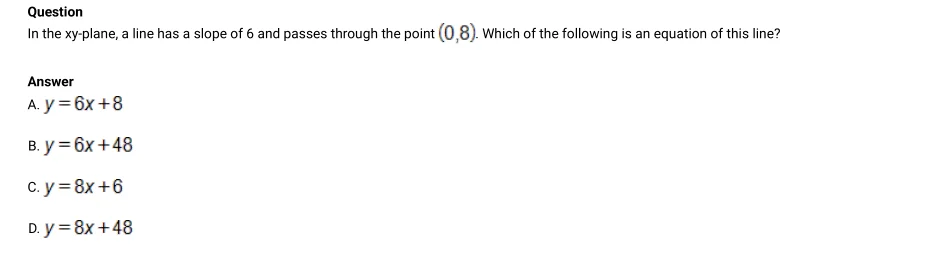 Question
In the xy-plane, a line has a slope of 6 and passes through the point (0,8). Which of the following is an equation of this line?
Answer
A. y = 6x + 8
B. y = 6x + 48
C. y = 8x + 6
D. y = 8x + 48